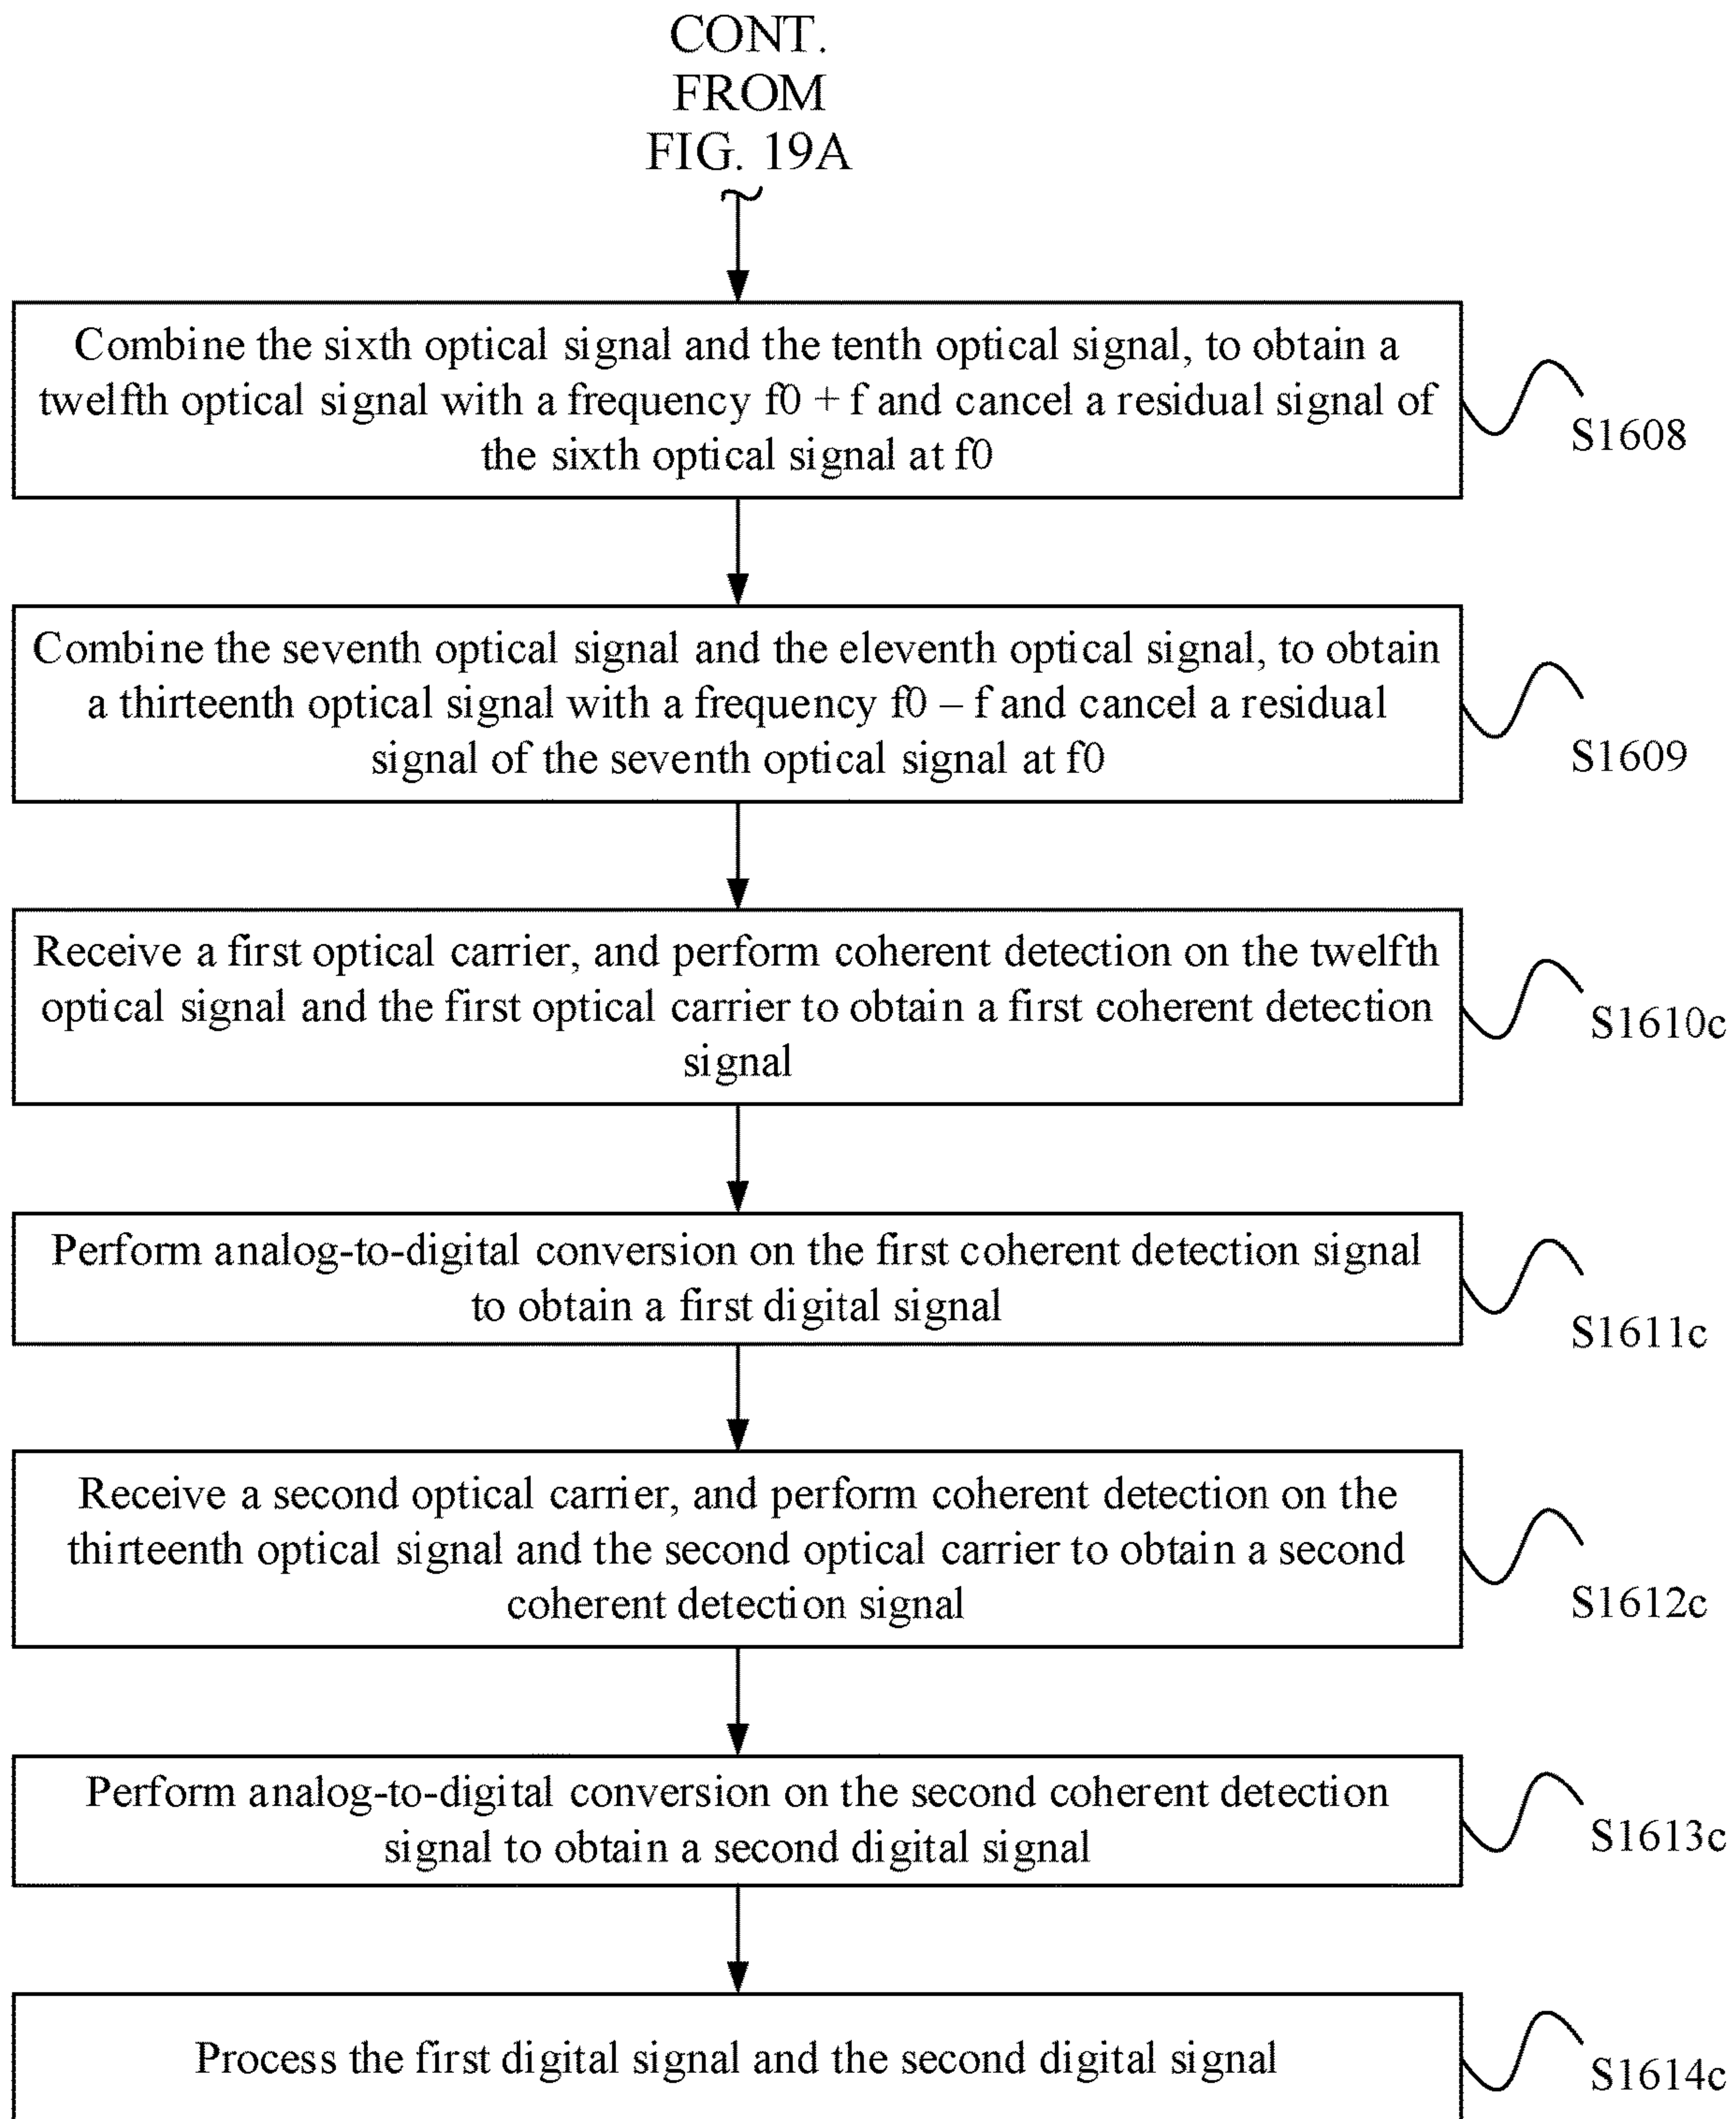 CONT.
FROM
FIG. 19A
Combine the sixth optical signal and the tenth optical signal, to obtain a
twelfth optical signal with a frequency f0 + f and cancel a residual signal of
the sixth optical signal at f0
S1608
Combine the seventh optical signal and the eleventh optical signal, to obtain
a thirteenth optical signal with a frequency f0 – f and cancel a residual
signal of the seventh optical signal at f0
S1609
Receive a first optical carrier, and perform coherent detection on the twelfth
optical signal and the first optical carrier to obtain a first coherent detection
signal
S1610c
Perform analog-to-digital conversion on the first coherent detection signal
to obtain a first digital signal
S1611c
Receive a second optical carrier, and perform coherent detection on the
thirteenth optical signal and the second optical carrier to obtain a second
coherent detection signal
S1612c
Perform analog-to-digital conversion on the second coherent detection
signal to obtain a second digital signal
S1613c
Process the first digital signal and the second digital signal
S1614c